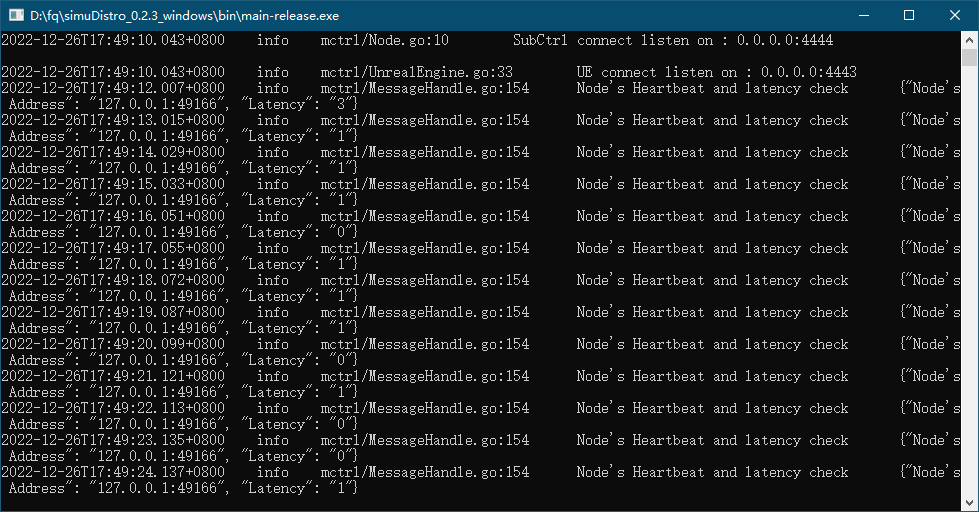 D:\fq\simuDistro_0.2.3_windows\bin\main-release.exe
2022-12-26T17:49:10.043+0800    info    mctrl/Node.go:10        SubCtrl connect listen on : 0.0.0.0:4444
2022-12-26T17:49:10.043+0800    info    mctrl/UnrealEngine.go:33        UE connect listen on : 0.0.0.0:4443
2022-12-26T17:49:12.007+0800    info    mctrl/MessageHandle.go:154      Node's Heartbeat and latency check      {"Node's
Address": "127.0.0.1:49166", "Latency": "3"}
2022-12-26T17:49:13.015+0800    info    mctrl/MessageHandle.go:154      Node's Heartbeat and latency check      {"Node's
Address": "127.0.0.1:49166", "Latency": "1"}
2022-12-26T17:49:14.029+0800    info    mctrl/MessageHandle.go:154      Node's Heartbeat and latency check      {"Node's
Address": "127.0.0.1:49166", "Latency": "1"}
2022-12-26T17:49:15.033+0800    info    mctrl/MessageHandle.go:154      Node's Heartbeat and latency check      {"Node's
Address": "127.0.0.1:49166", "Latency": "1"}
2022-12-26T17:49:16.051+0800    info    mctrl/MessageHandle.go:154      Node's Heartbeat and latency check      {"Node's
Address": "127.0.0.1:49166", "Latency": "0"}
2022-12-26T17:49:17.055+0800    info    mctrl/MessageHandle.go:154      Node's Heartbeat and latency check      {"Node's
Address": "127.0.0.1:49166", "Latency": "1"}
2022-12-26T17:49:18.072+0800    info    mctrl/MessageHandle.go:154      Node's Heartbeat and latency check      {"Node's
Address": "127.0.0.1:49166", "Latency": "1"}
2022-12-26T17:49:19.087+0800    info    mctrl/MessageHandle.go:154      Node's Heartbeat and latency check      {"Node's
Address": "127.0.0.1:49166", "Latency": "1"}
2022-12-26T17:49:20.099+0800    info    mctrl/MessageHandle.go:154      Node's Heartbeat and latency check      {"Node's
Address": "127.0.0.1:49166", "Latency": "0"}
2022-12-26T17:49:21.121+0800    info    mctrl/MessageHandle.go:154      Node's Heartbeat and latency check      {"Node's
Address": "127.0.0.1:49166", "Latency": "1"}
2022-12-26T17:49:22.113+0800    info    mctrl/MessageHandle.go:154      Node's Heartbeat and latency check      {"Node's
Address": "127.0.0.1:49166", "Latency": "0"}
2022-12-26T17:49:23.135+0800    info    mctrl/MessageHandle.go:154      Node's Heartbeat and latency check      {"Node's
Address": "127.0.0.1:49166", "Latency": "0"}
2022-12-26T17:49:24.137+0800    info    mctrl/MessageHandle.go:154      Node's Heartbeat and latency check      {"Node's
Address": "127.0.0.1:49166", "Latency": "1"}